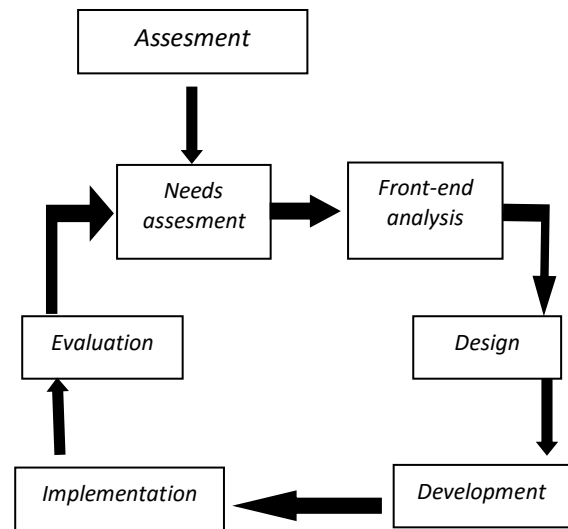 Assesment
Needs
assesment
Front-end
analysis
Design
Development
Implementation
Evaluation